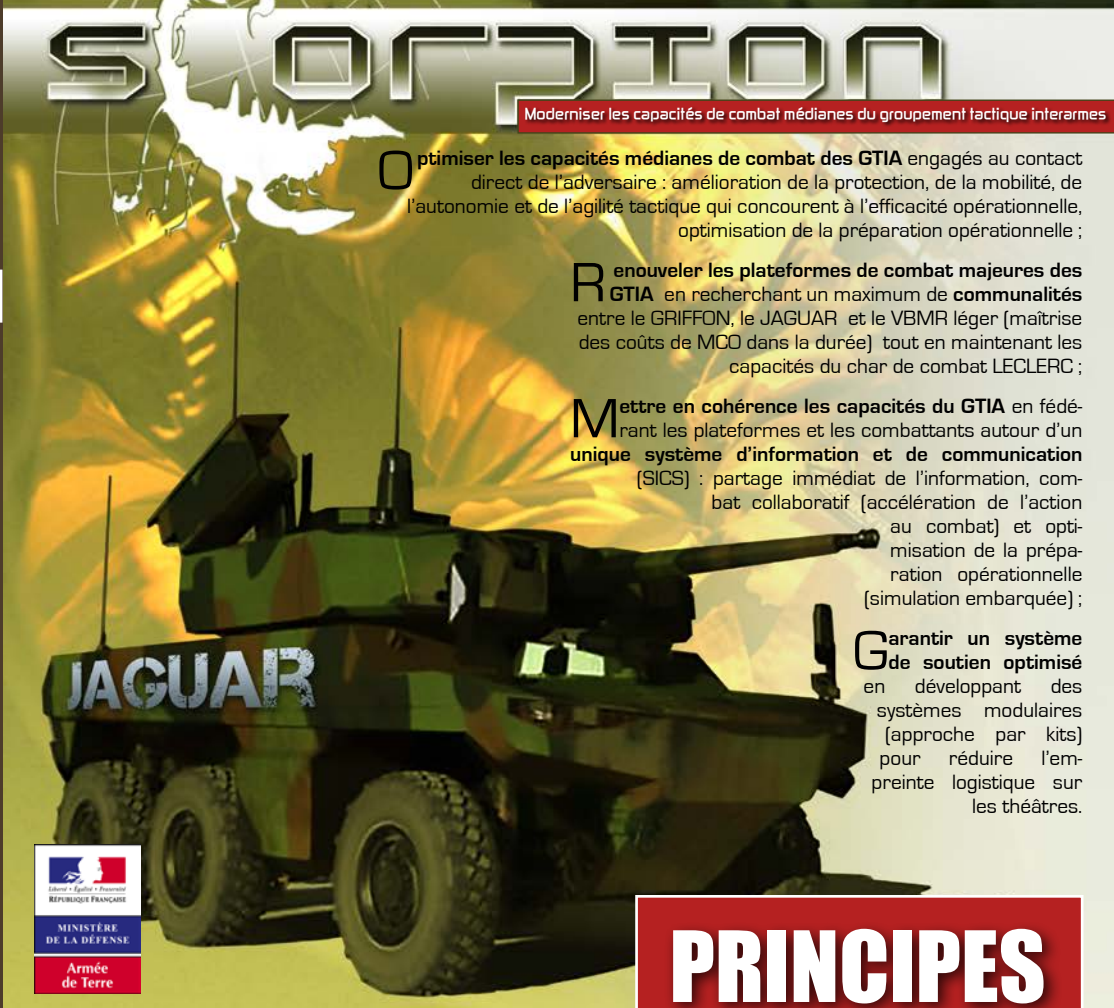 scorpion
Moderniser les capacités de combat médianes du groupement tactique interarmes
Optimiser les capacités médianes de combat des GTIA engagés au contact
direct de l'adversaire : amélioration de la protection, de la mobilité, de
l'autonomie et de l'agilité tactique qui concourent à l'efficacité opérationnelle,
optimisation de la préparation opérationnelle ;
Renouveler les plateformes de combat majeures des
GTIA en recherchant un maximum de communalités
entre le GRIFFON, le JAGUAR et le VBMR léger (maîtrise
des coûts de MCO dans la durée) tout en maintenant les
capacités du char de combat LECLERC ;
Mettre en cohérence les capacités du GTIA en fédé-
rant les plateformes et les combattants autour d'un
unique système d'information et de communication
(SICS) : partage immédiat de l'information, com-
bat collaboratif (accélération de l'action
au combat) et opti-
misation de la prépa-
ration opérationnelle
(simulation embarquée) ;
Garantir un système
de soutien optimisé
en développant des
systèmes modulaires
(approche par kits)
pour réduire l'em-
preinte logistique sur
les théâtres.
JAGUAR
Liberté • Égalité • Fraternité
RÉPUBLIQUE FRANÇAISE
MINISTÈRE
DE LA DÉFENSE
Armée
de Terre
PRINCIPES